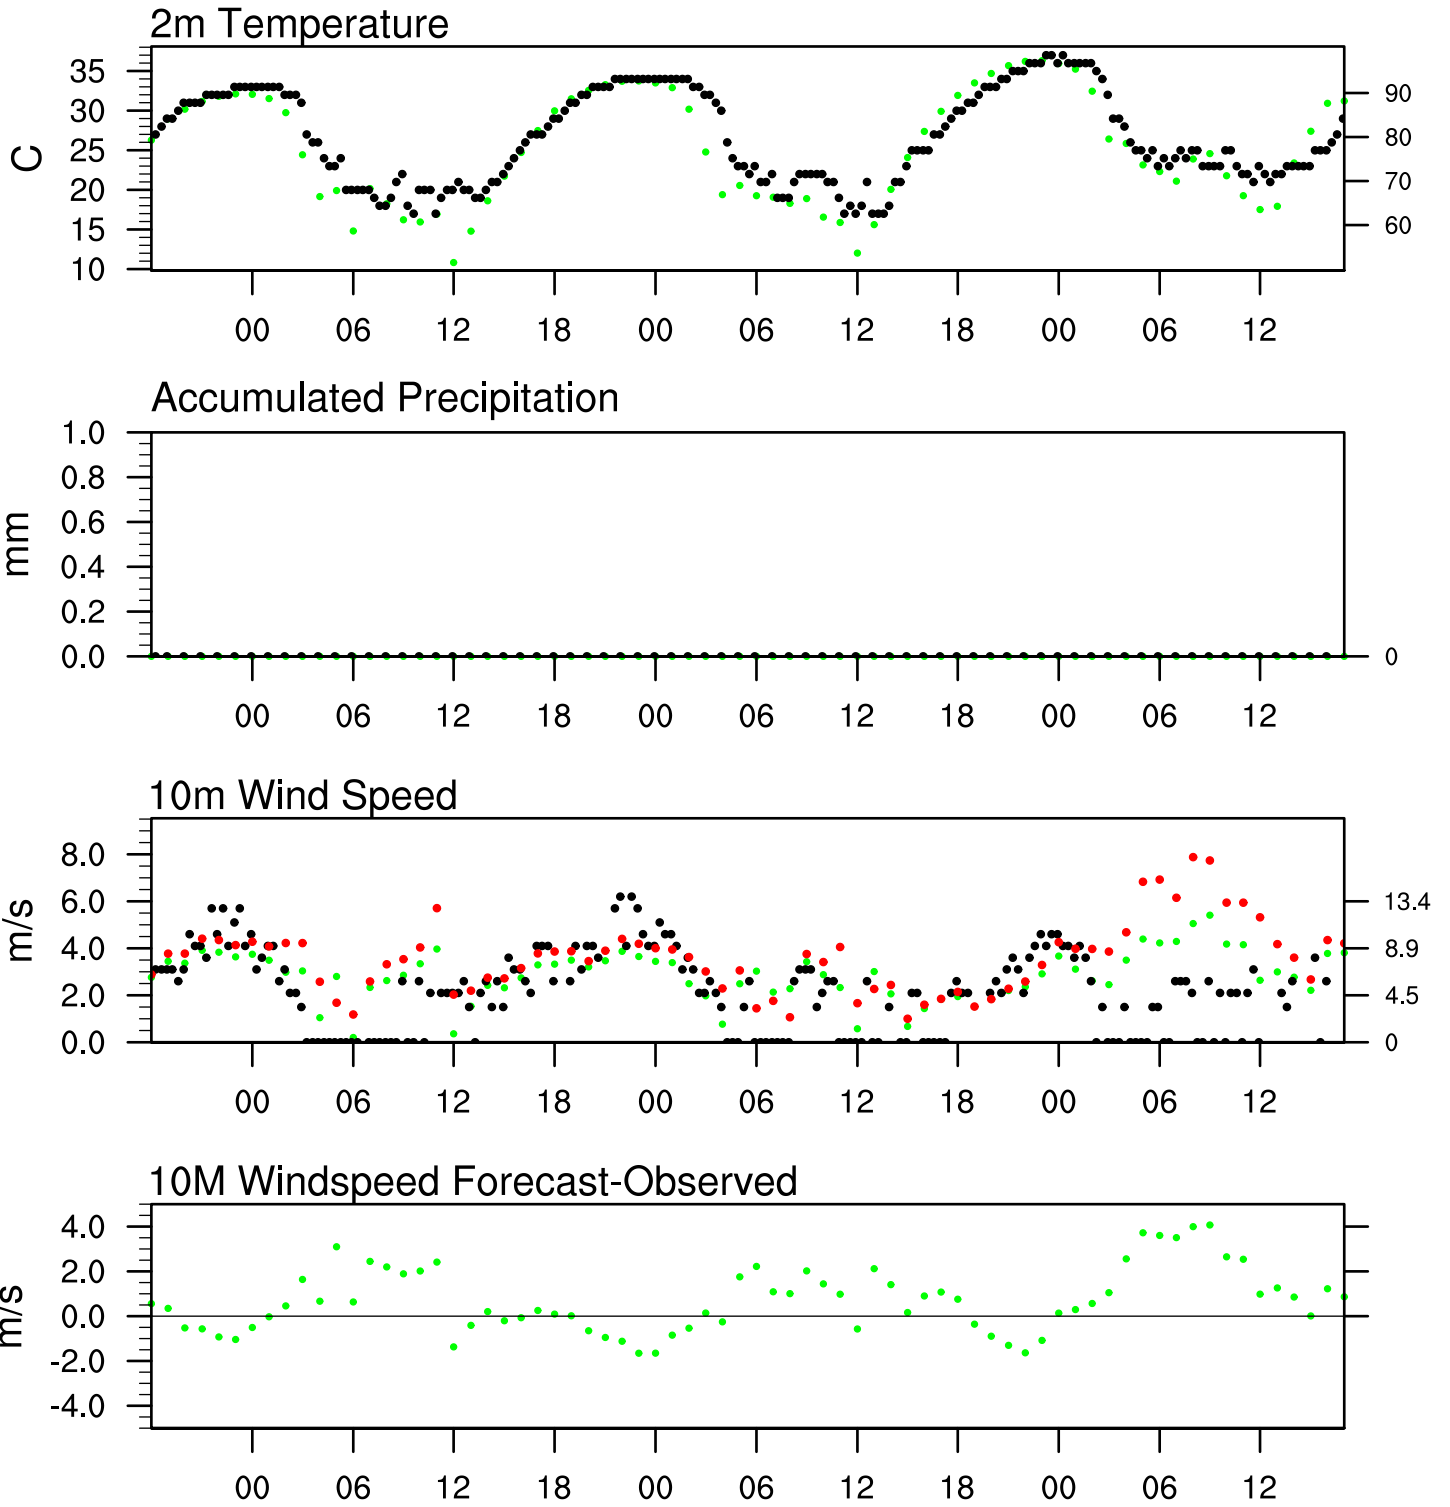 2m Temperature
C
35
30
25
20
15
10
90
80
70
60
00 06 12 18 00 06 12 18 00 06 12
Accumulated Precipitation
mm
1.0
0.8
0.6
0.4
0.2
0.0
0
00 06 12 18 00 06 12 18 00 06 12
10m Wind Speed
m/s
8.0
6.0
4.0
2.0
0.0
13.4
8.9
4.5
0
00 06 12 18 00 06 12 18 00 06 12
10M Windspeed Forecast-Observed
m/s
4.0
2.0
0.0
-2.0
-4.0
00 06 12 18 00 06 12 18 00 06 12